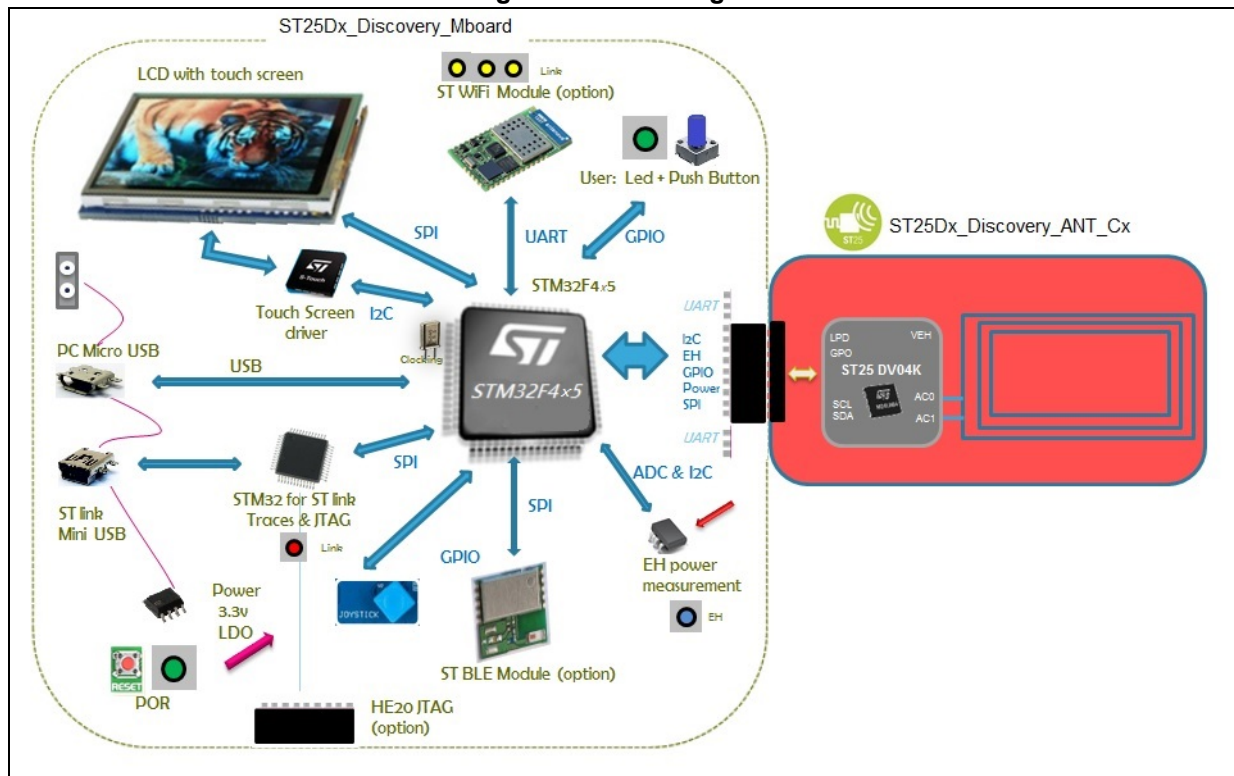 ST25Dx_Discovery_Mboard
LCD with touch screen
Link
ST WiFi Module (option)
User: Led + Push Button
SPI
UART
GPIO
ST25
ST25Dx_Discovery_ANT_Cx
STM32F4x5
Touch Screen
driver
I2C
Clocking
STM32F4x5
UART
I2C
EH
GPIO
Power
SPI
UART
LPD
GPO
VEH
ST25 DV04K
SCL
SDA
AC0
AC1
PC Micro USB
USB
SPI
ST link
Mini USB
STM32 for ST link
Traces & JTAG
Link
ADC & I2C
SPI
GPIO
EH power
measurement
EH
JOYSTICK
Power
3.3v
LDO
RESET
POR
ST BLE Module (option)
HE20 JTAG
(option)